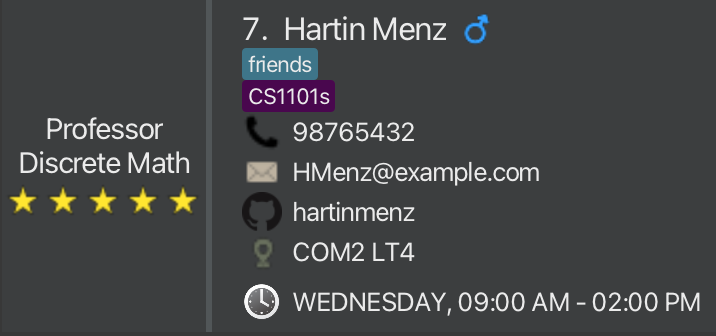 Professor
Discrete Math
7. Hartin Menz
friends
CS1101s
98765432
HMenz@example.com
hartinmenz
COM2 LT4
WEDNESDAY, 09:00 AM - 02:00 PM